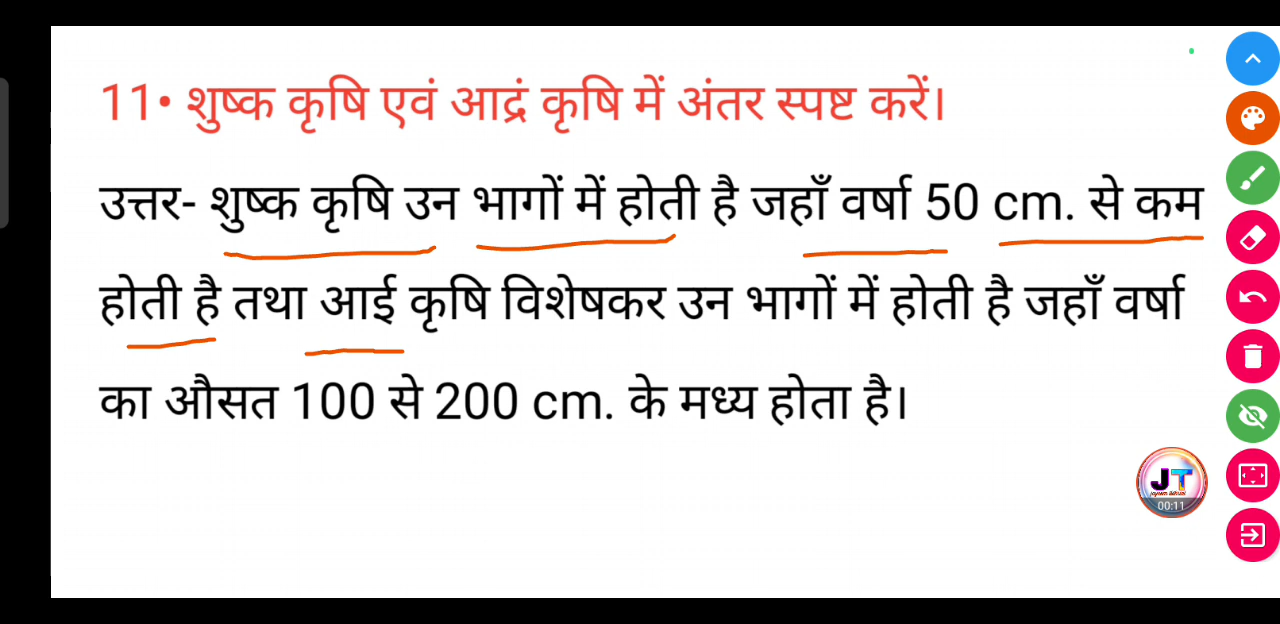 11• शुष्क कृषि एवं आद्रं कृषि में अंतर स्पष्ट करें।
उत्तर- शुष्क कृषि उन भागों में होती है जहाँ वर्षा 50 cm. से कम
होती है तथा आई कृषि विशेषकर उन भागों में होती है जहाँ वर्षा
का औसत 100 से 200 cm. के मध्य होता है।
JT
00:11